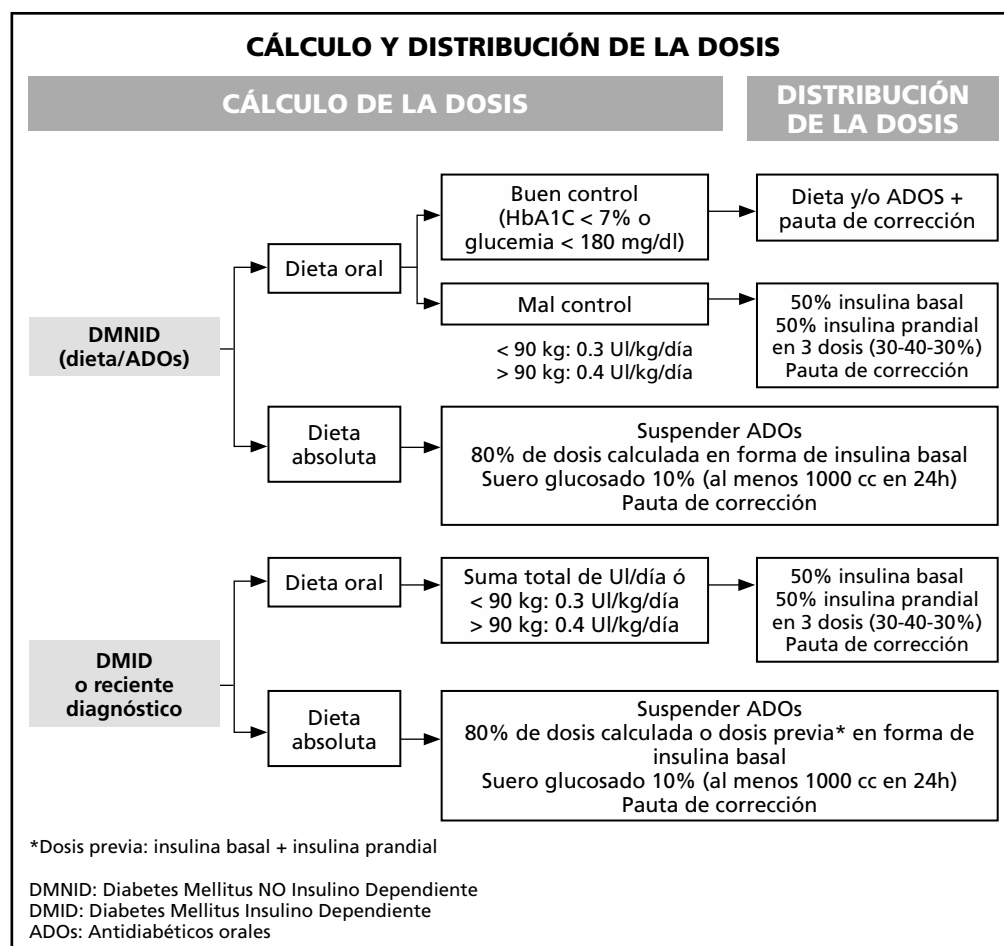 CÁLCULO Y DISTRIBUCIÓN DE LA DOSIS
CÁLCULO DE LA DOSIS
DISTRIBUCIÓN
DE LA DOSIS
DMNID
(dieta/ADOs)
Dieta oral
Buen control
(HbA1C < 7% o
glucemia < 180 mg/dl)
Dieta y/o ADOS +
pauta de corrección
Mal control
< 90 kg: 0.3 Ul/kg/día
> 90 kg: 0.4 Ul/kg/día
50% insulina basal
50% insulina prandial
en 3 dosis (30-40-30%)
Pauta de corrección
Dieta
absoluta
Suspender ADOs
80% de dosis calculada en forma de insulina basal
Suero glucosado 10% (al menos 1000 cc en 24h)
Pauta de corrección
DMID
o reciente
diagnóstico
Dieta oral
Suma total de Ul/día ó
< 90 kg: 0.3 Ul/kg/día
> 90 kg: 0.4 Ul/kg/día
50% insulina basal
50% insulina prandial
en 3 dosis (30-40-30%)
Pauta de corrección
Dieta
absoluta
Suspender ADOs
80% de dosis calculada o dosis previa* en forma de
insulina basal
Suero glucosado 10% (al menos 1000 cc en 24h)
Pauta de corrección
*Dosis previa: insulina basal + insulina prandial
DMNID: Diabetes Mellitus NO Insulino Dependiente
DMID: Diabetes Mellitus Insulino Dependiente
ADOs: Antidiabéticos orales